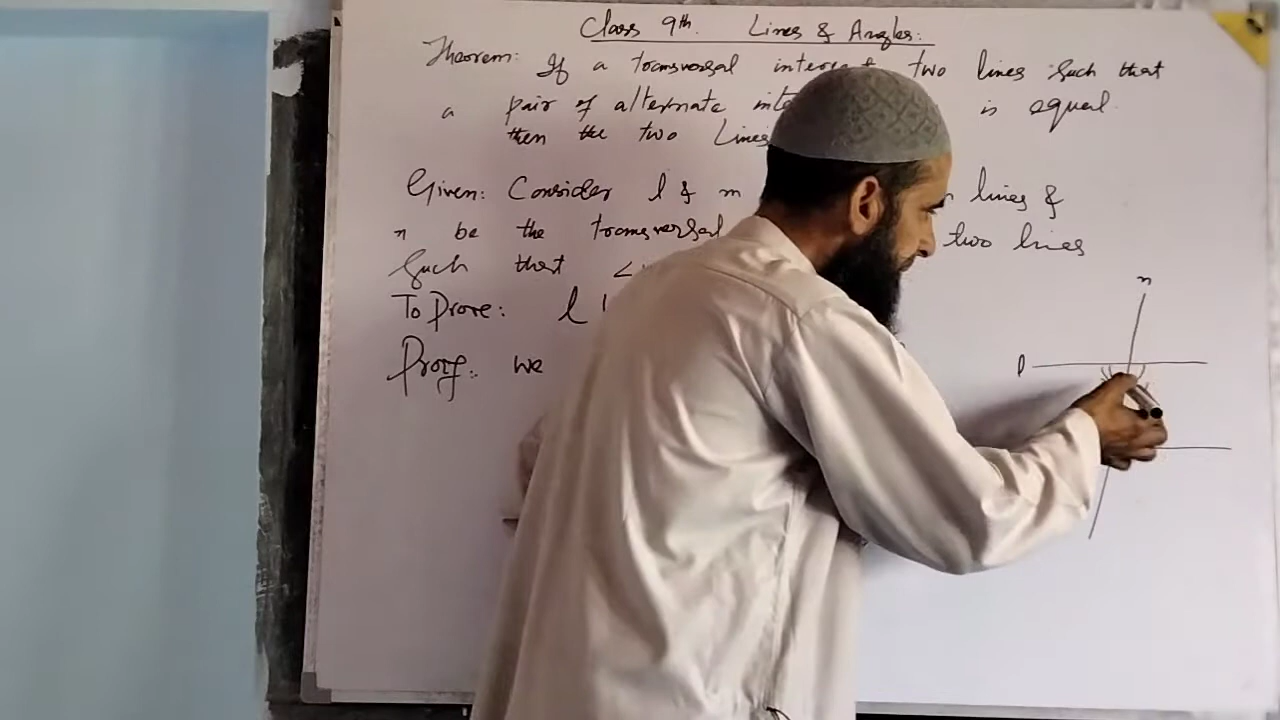 Class 9th. Lines & Angles:
Theorem: If a transversal intersect two lines such that
a pair of alternate is equal.
then the two Lines
Given: Consider l & m lines &
n be the transversal two lines
Such that ∠
To Prove: l
Proof: we
n
l